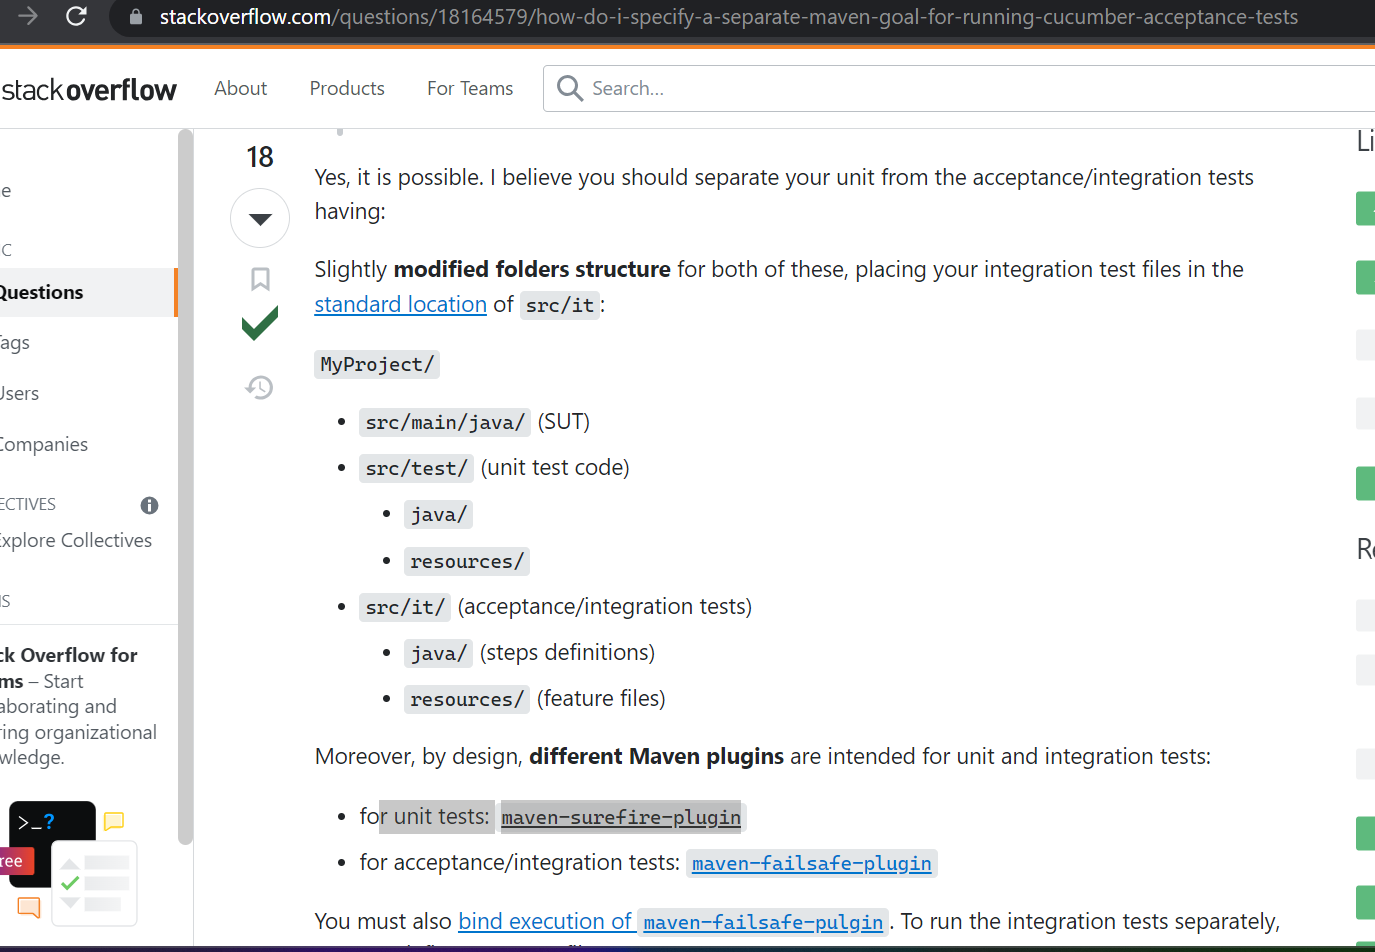 stackoverflow.com/questions/18164579/how-do-i-specify-a-separate-maven-goal-for-running-cucumber-acceptance-tests
stackoverflow
About
Products
For Teams
Search...
e
C
Questions
Tags
Users
Companies
ECTIVES
Explore Collectives
MS
ck Overflow for
ms – Start
aborating and
ring organizational
wledge.
>_?
ree
18
Yes, it is possible. I believe you should separate your unit from the acceptance/integration tests
having:
Slightly modified folders structure for both of these, placing your integration test files in the
standard location of src/it:
MyProject/
• src/main/java/ (SUT)
• src/test/ (unit test code)
• java/
• resources/
• src/it/ (acceptance/integration tests)
• java/ (steps definitions)
• resources/ (feature files)
Moreover, by design, different Maven plugins are intended for unit and integration tests:
• for unit tests: maven-surefire-plugin
• for acceptance/integration tests: maven-failsafe-plugin
You must also bind execution of maven-failsafe-pulgin. To run the integration tests separately,
Li
Re